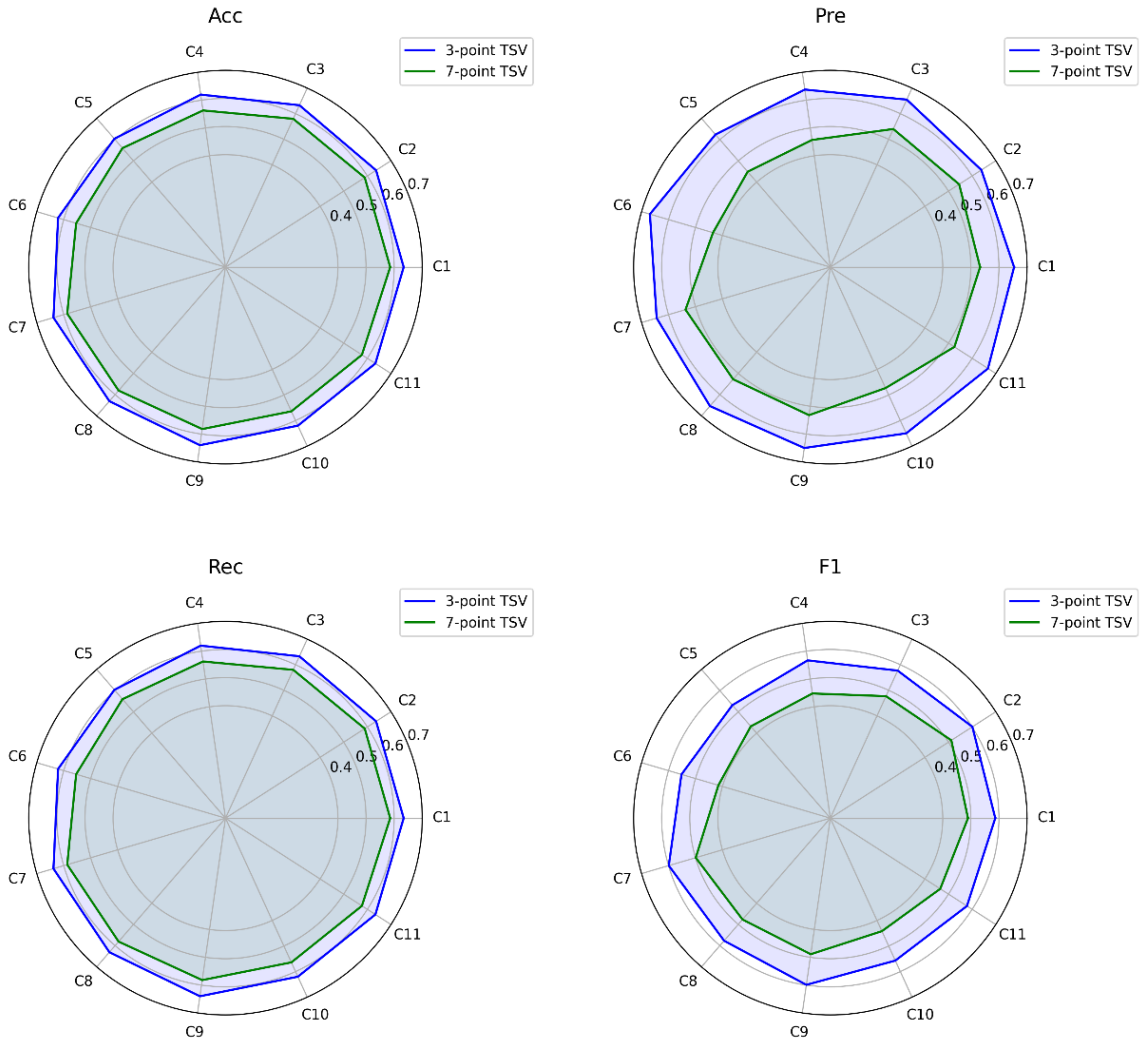 Acc
3-point TSV
7-point TSV
C1
C2
C3
C4
C5
C6
C7
C8
C9
C10
C11
0.4
0.5
0.6
0.7
Pre
3-point TSV
7-point TSV
C1
C2
C3
C4
C5
C6
C7
C8
C9
C10
C11
0.4
0.5
0.6
0.7
Rec
3-point TSV
7-point TSV
C1
C2
C3
C4
C5
C6
C7
C8
C9
C10
C11
0.4
0.5
0.6
0.7
F1
3-point TSV
7-point TSV
C1
C2
C3
C4
C5
C6
C7
C8
C9
C10
C11
0.4
0.5
0.6
0.7